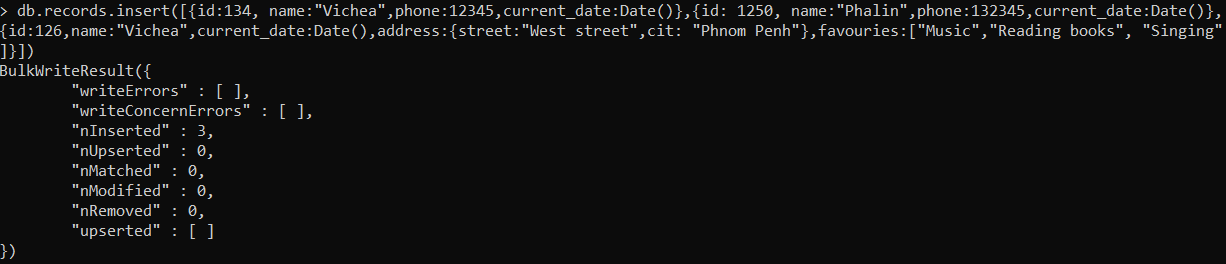 > db.records.insert([{id:134, name:"Vichea",phone:12345,current_date:Date()},{id: 1250, name:"Phalin",phone:132345,current_date:Date()},
{id:126,name:"Vichea",current_date:Date(),address:{street:"West street",cit: "Phnom Penh"},favouries:["Music","Reading books", "Singing"
]}])
BulkWriteResult({
        "writeErrors" : [ ],
        "writeConcernErrors" : [ ],
        "nInserted" : 3,
        "nUpserted" : 0,
        "nMatched" : 0,
        "nModified" : 0,
        "nRemoved" : 0,
        "upserted" : [ ]
})